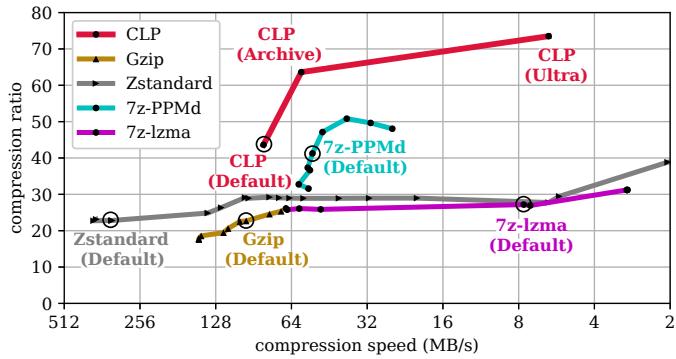 80
70
60
50
40
30
20
10
0
compression ratio
CLP
Gzip
Zstandard
7z-PPMd
7z-lzma
CLP
(Archive)
CLP
(Ultra)
7z-PPMd
(Default)
CLP
(Default)
Zstandard
(Default)
Gzip
(Default)
7z-lzma
(Default)
512 256 128 64 32 16 8 4 2
compression speed (MB/s)